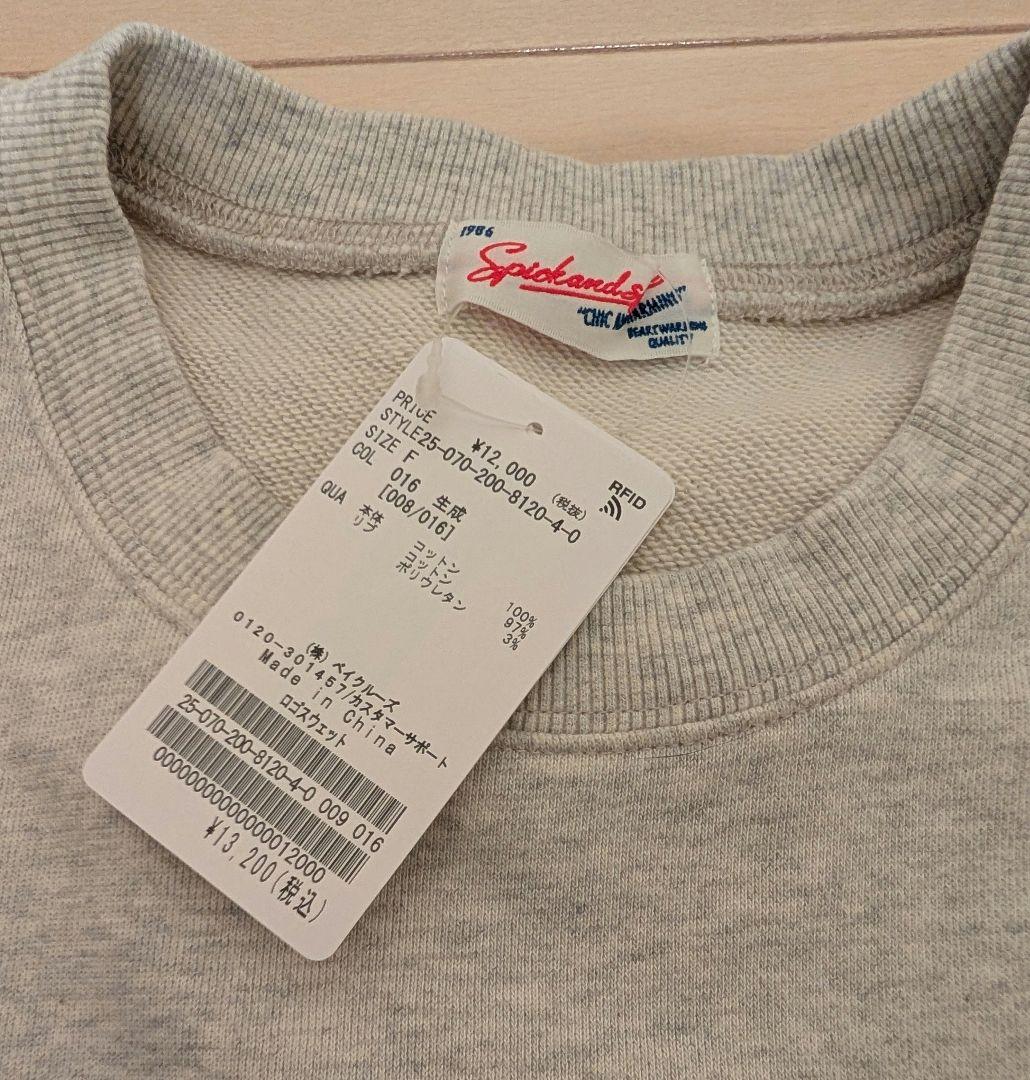 1986
Spickands'
"CHIC
QUALITY
PRICE ¥12,000 (税抜)
STYLE25-070-200-8120-4-0
SIZE F
COL 016 生成
[008/016]
QUA 本体 コットン 100%
リブ コットン 97%
ポリウレタン 3%
RFID
(株)ベイクルーズ
0120-301457/カスタマーサポート
Made in China
ロゴスウェット
25-070-200-8120-4-0 009 016
0000000000000012000
¥13,200(税込)